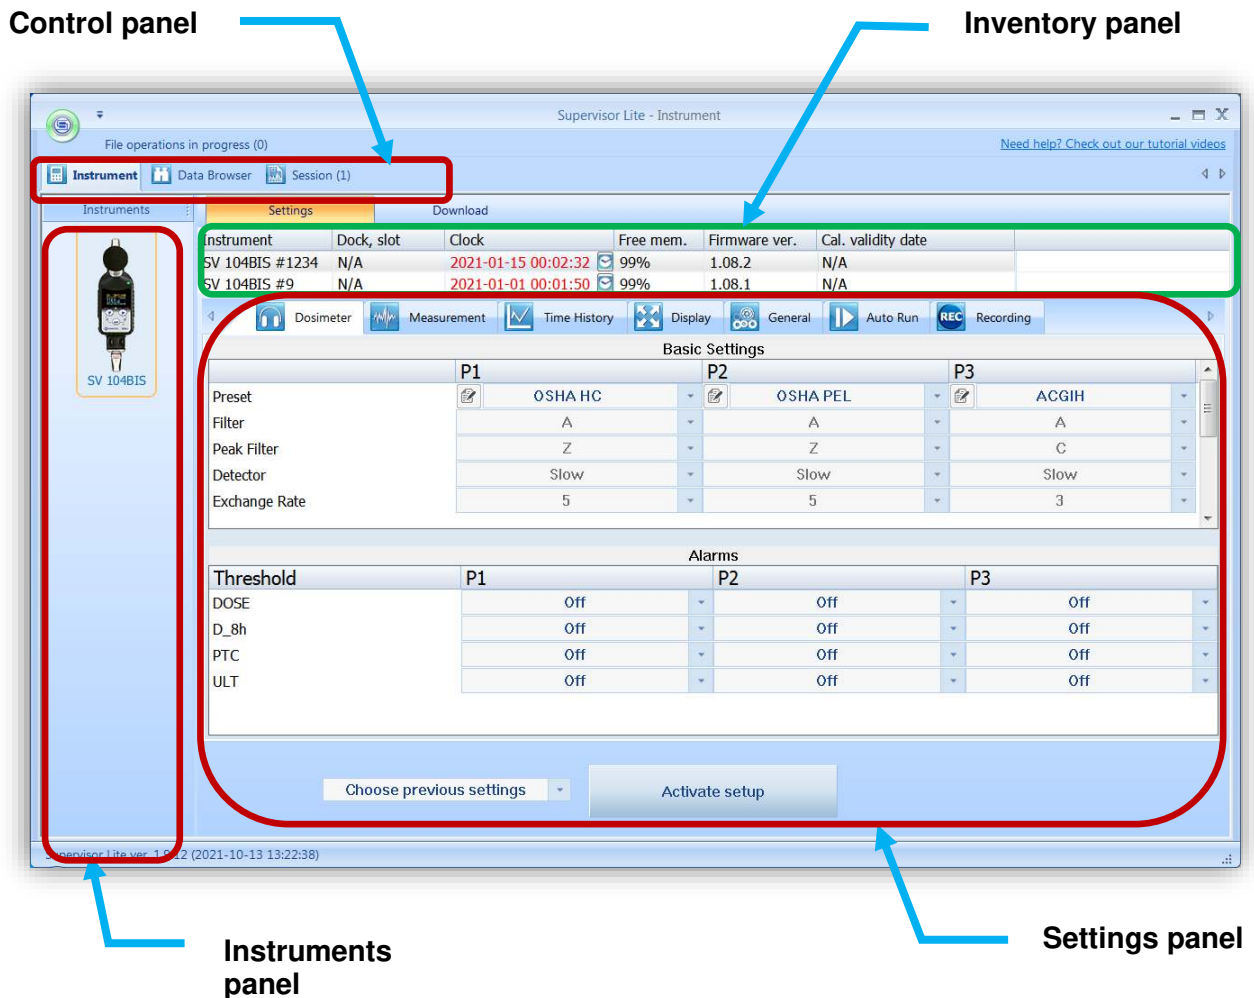 Control panel
Inventory panel
Supervisor Lite - Instrument
File operations in progress (0)
Need help? Check out our tutorial videos
Instrument Data Browser Session (1)
Instruments Settings Download
Instrument Dock, slot Clock Free mem. Firmware ver. Cal. validity date
SV 104BIS #1234 N/A 2021-01-15 00:02:32 99% 1.08.2 N/A
SV 104BIS #9 N/A 2021-01-01 00:01:50 99% 1.08.1 N/A
Dosimeter Measurement Time History Display General Auto Run REC Recording
SV 104BIS
Basic Settings
P1 P2 P3
Preset OSHA HC OSHA PEL ACGIH
Filter A A A
Peak Filter Z Z C
Detector Slow Slow Slow
Exchange Rate 5 5 3
Alarms
Threshold P1 P2 P3
DOSE Off Off Off
D_8h Off Off Off
PTC Off Off Off
ULT Off Off Off
Choose previous settings Activate setup
Supervisor Lite ver. (2021-10-13 13:22:38)
Instruments
panel
Settings panel